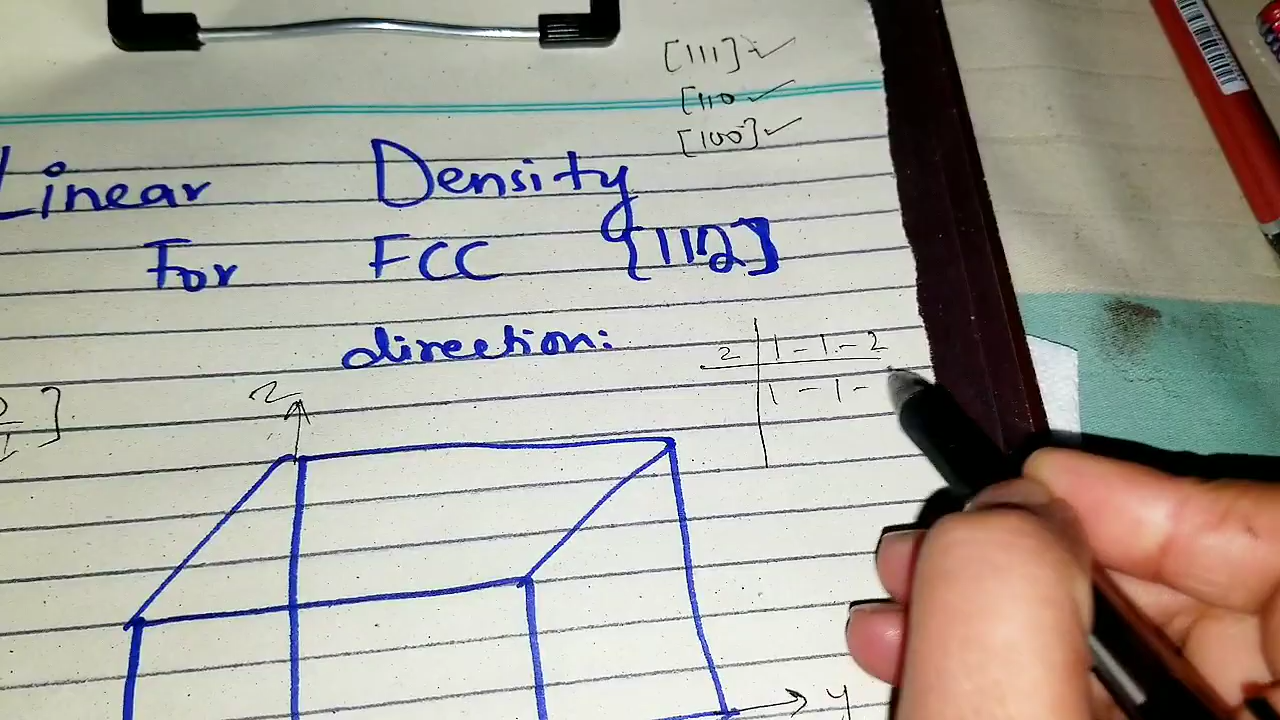 [111] ✓
[110 ✓
[100] ✓
Linear Density
For FCC [112]
direction:
2 | 1 - 1 - 2
1 - 1 -
]
Z
y